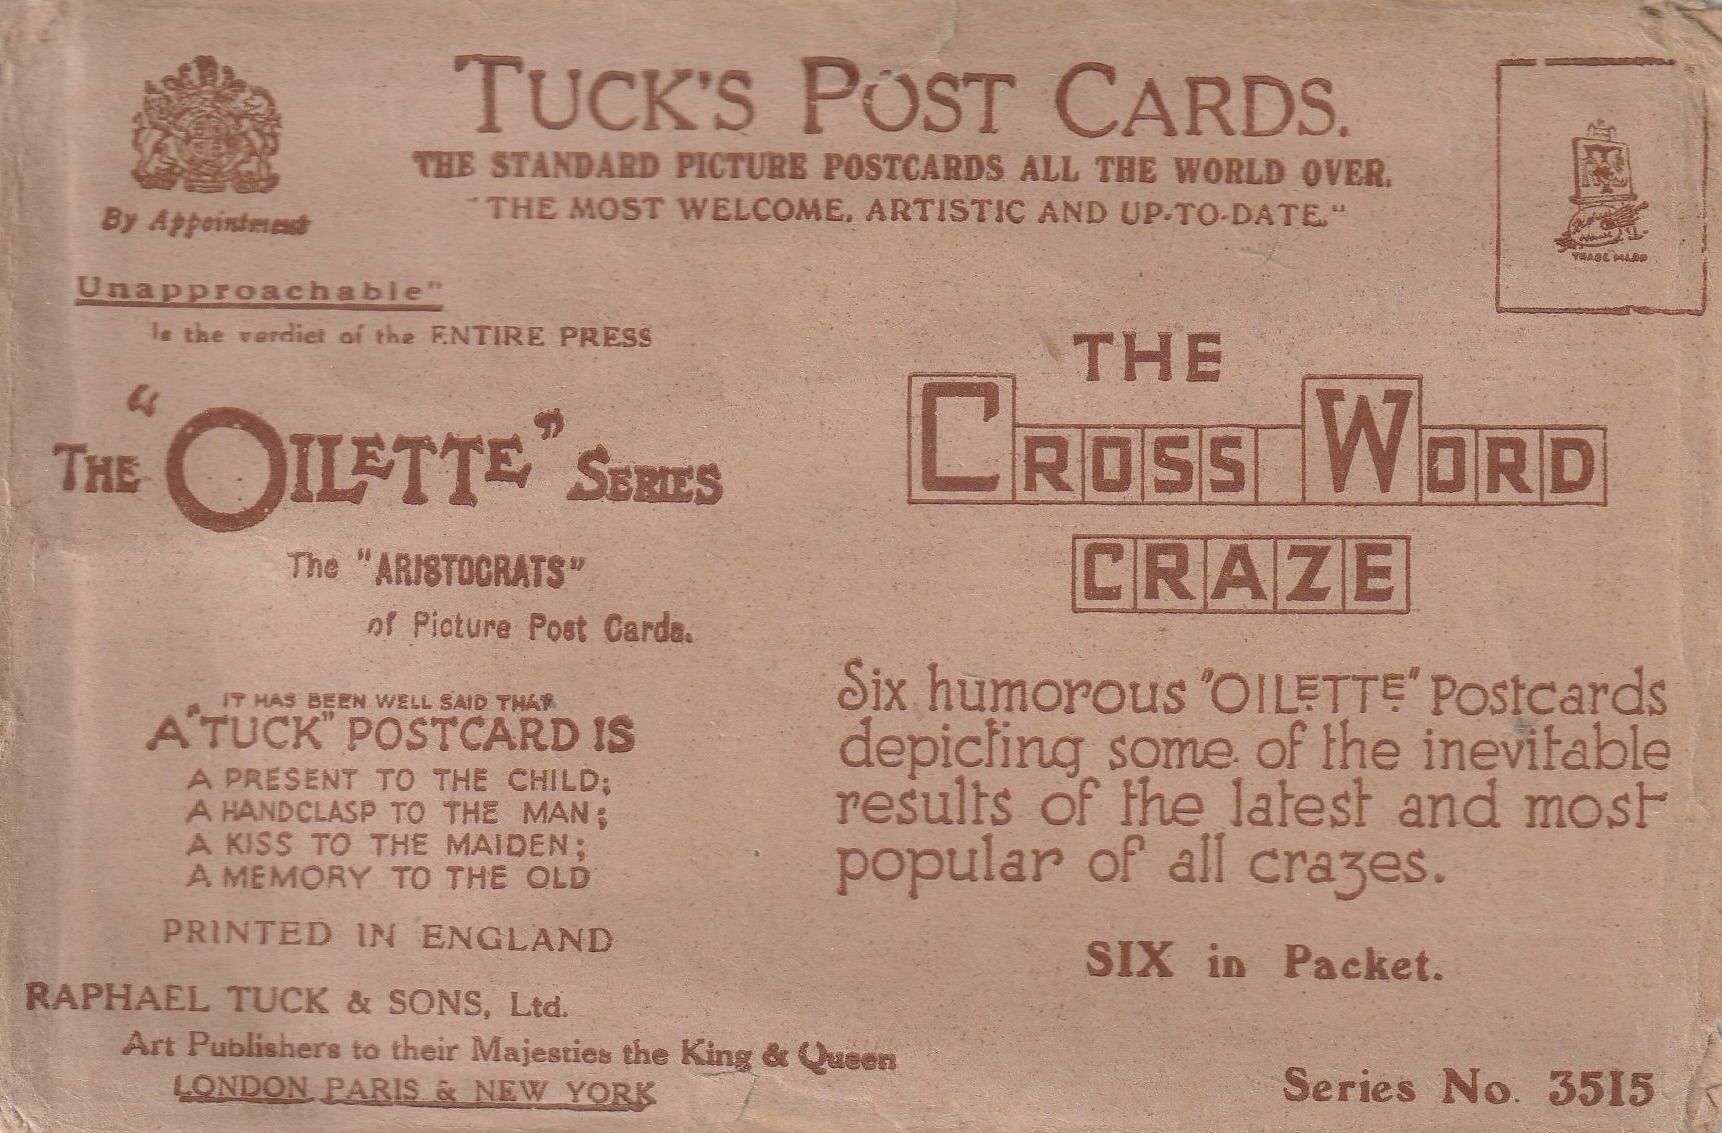 TUCK'S POST CARDS.
THE STANDARD PICTURE POSTCARDS ALL THE WORLD OVER.
"THE MOST WELCOME, ARTISTIC AND UP-TO-DATE."
By Appointment
TRADE MARK
Unapproachable"
Is the verdict of the ENTIRE PRESS
THE "OILETTE" SERIES
The "ARISTOCRATS"
of Picture Post Cards.
IT HAS BEEN WELL SAID THAT
A "TUCK" POSTCARD IS
A PRESENT TO THE CHILD;
A HANDCLASP TO THE MAN;
A KISS TO THE MAIDEN;
A MEMORY TO THE OLD
PRINTED IN ENGLAND
RAPHAEL TUCK & SONS, Ltd.
Art Publishers to their Majesties the King & Queen
LONDON PARIS & NEW YORK
THE
CROSS WORD
CRAZE
Six humorous "OILETTE" Postcards
depicting some of the inevitable
results of the latest and most
popular of all crazes.
SIX in Packet.
Series No. 3515